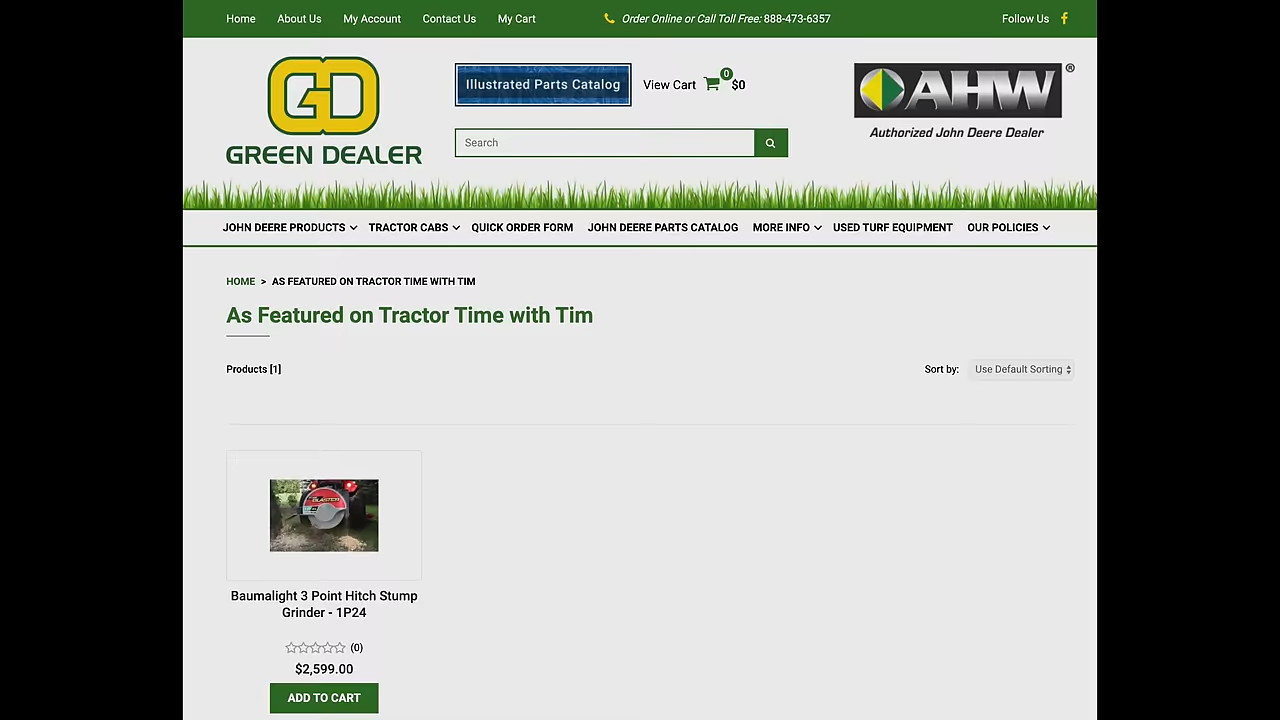 Home About Us My Account Contact Us My Cart Order Online or Call Toll Free: 888-473-6357 Follow Us
GD
GREEN DEALER
Illustrated Parts Catalog View Cart 0 $0
Search
AHW®
Authorized John Deere Dealer
JOHN DEERE PRODUCTS TRACTOR CABS QUICK ORDER FORM JOHN DEERE PARTS CATALOG MORE INFO USED TURF EQUIPMENT OUR POLICIES
HOME > AS FEATURED ON TRACTOR TIME WITH TIM
As Featured on Tractor Time with Tim
Products [1] Sort by: Use Default Sorting
BLASTER
Baumalight 3 Point Hitch Stump
Grinder - 1P24
(0)
$2,599.00
ADD TO CART